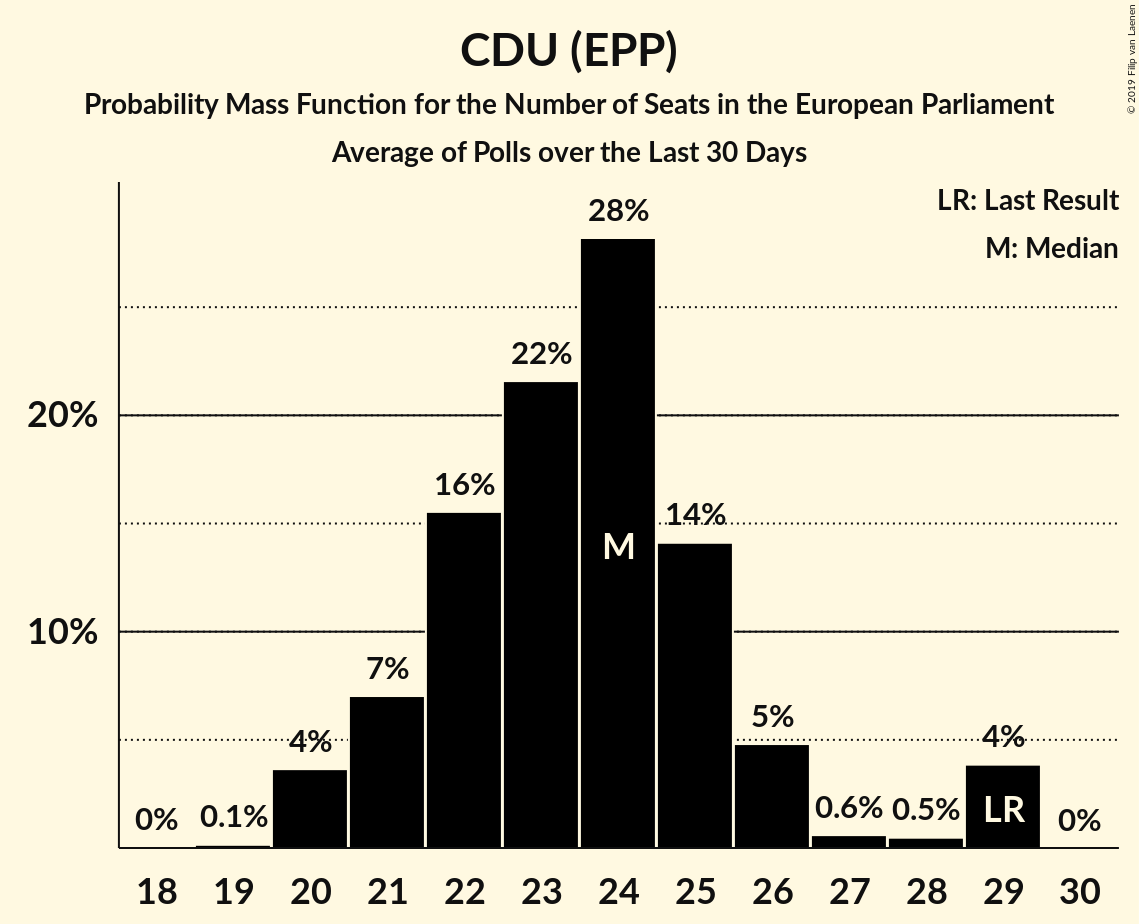 CDU (EPP)
Probability Mass Function for the Number of Seats in the European Parliament
Average of Polls over the Last 30 Days
© 2019 Filip van Laenen
LR: Last Result
M: Median
28%
22%
20%
16%
14%
M
10%
7%
5%
4%
4%
0%
0.1%
0.6%
0.5%
LR
0%
18 19 20 21 22 23 24 25 26 27 28 29 30